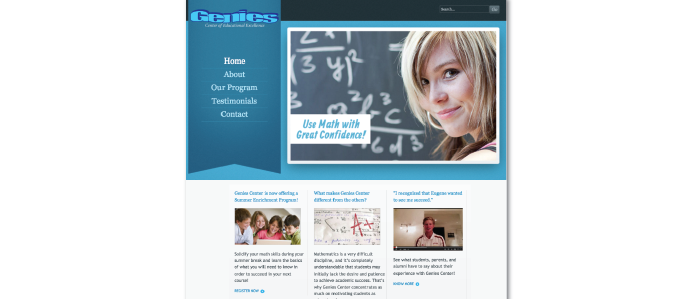 Genies
Center of Educational Excellence
Search...
Go
Home
About
Our Program
Testimonials
Contact
Use Math with
Great Confidence!
Genius Center is now offering a
Summer Enrichment Program!
Solidify your math skills during your
summer break and learn the basics
of what you will need to know in
order to succeed in your next
course!
REGISTER NOW
What makes Genius Center
different from the others?
Mathematics is a very difficult
discipline, and it's completely
understandable that students may
initially lack the desire and patience
to achieve academic success. That's
why Genius Center concentrates as
much on motivating students as
"I recognized that Eugene wanted
to see me succeed."
See what students, parents, and
alumni have to say about their
experience with Genius Center!
KNOW MORE